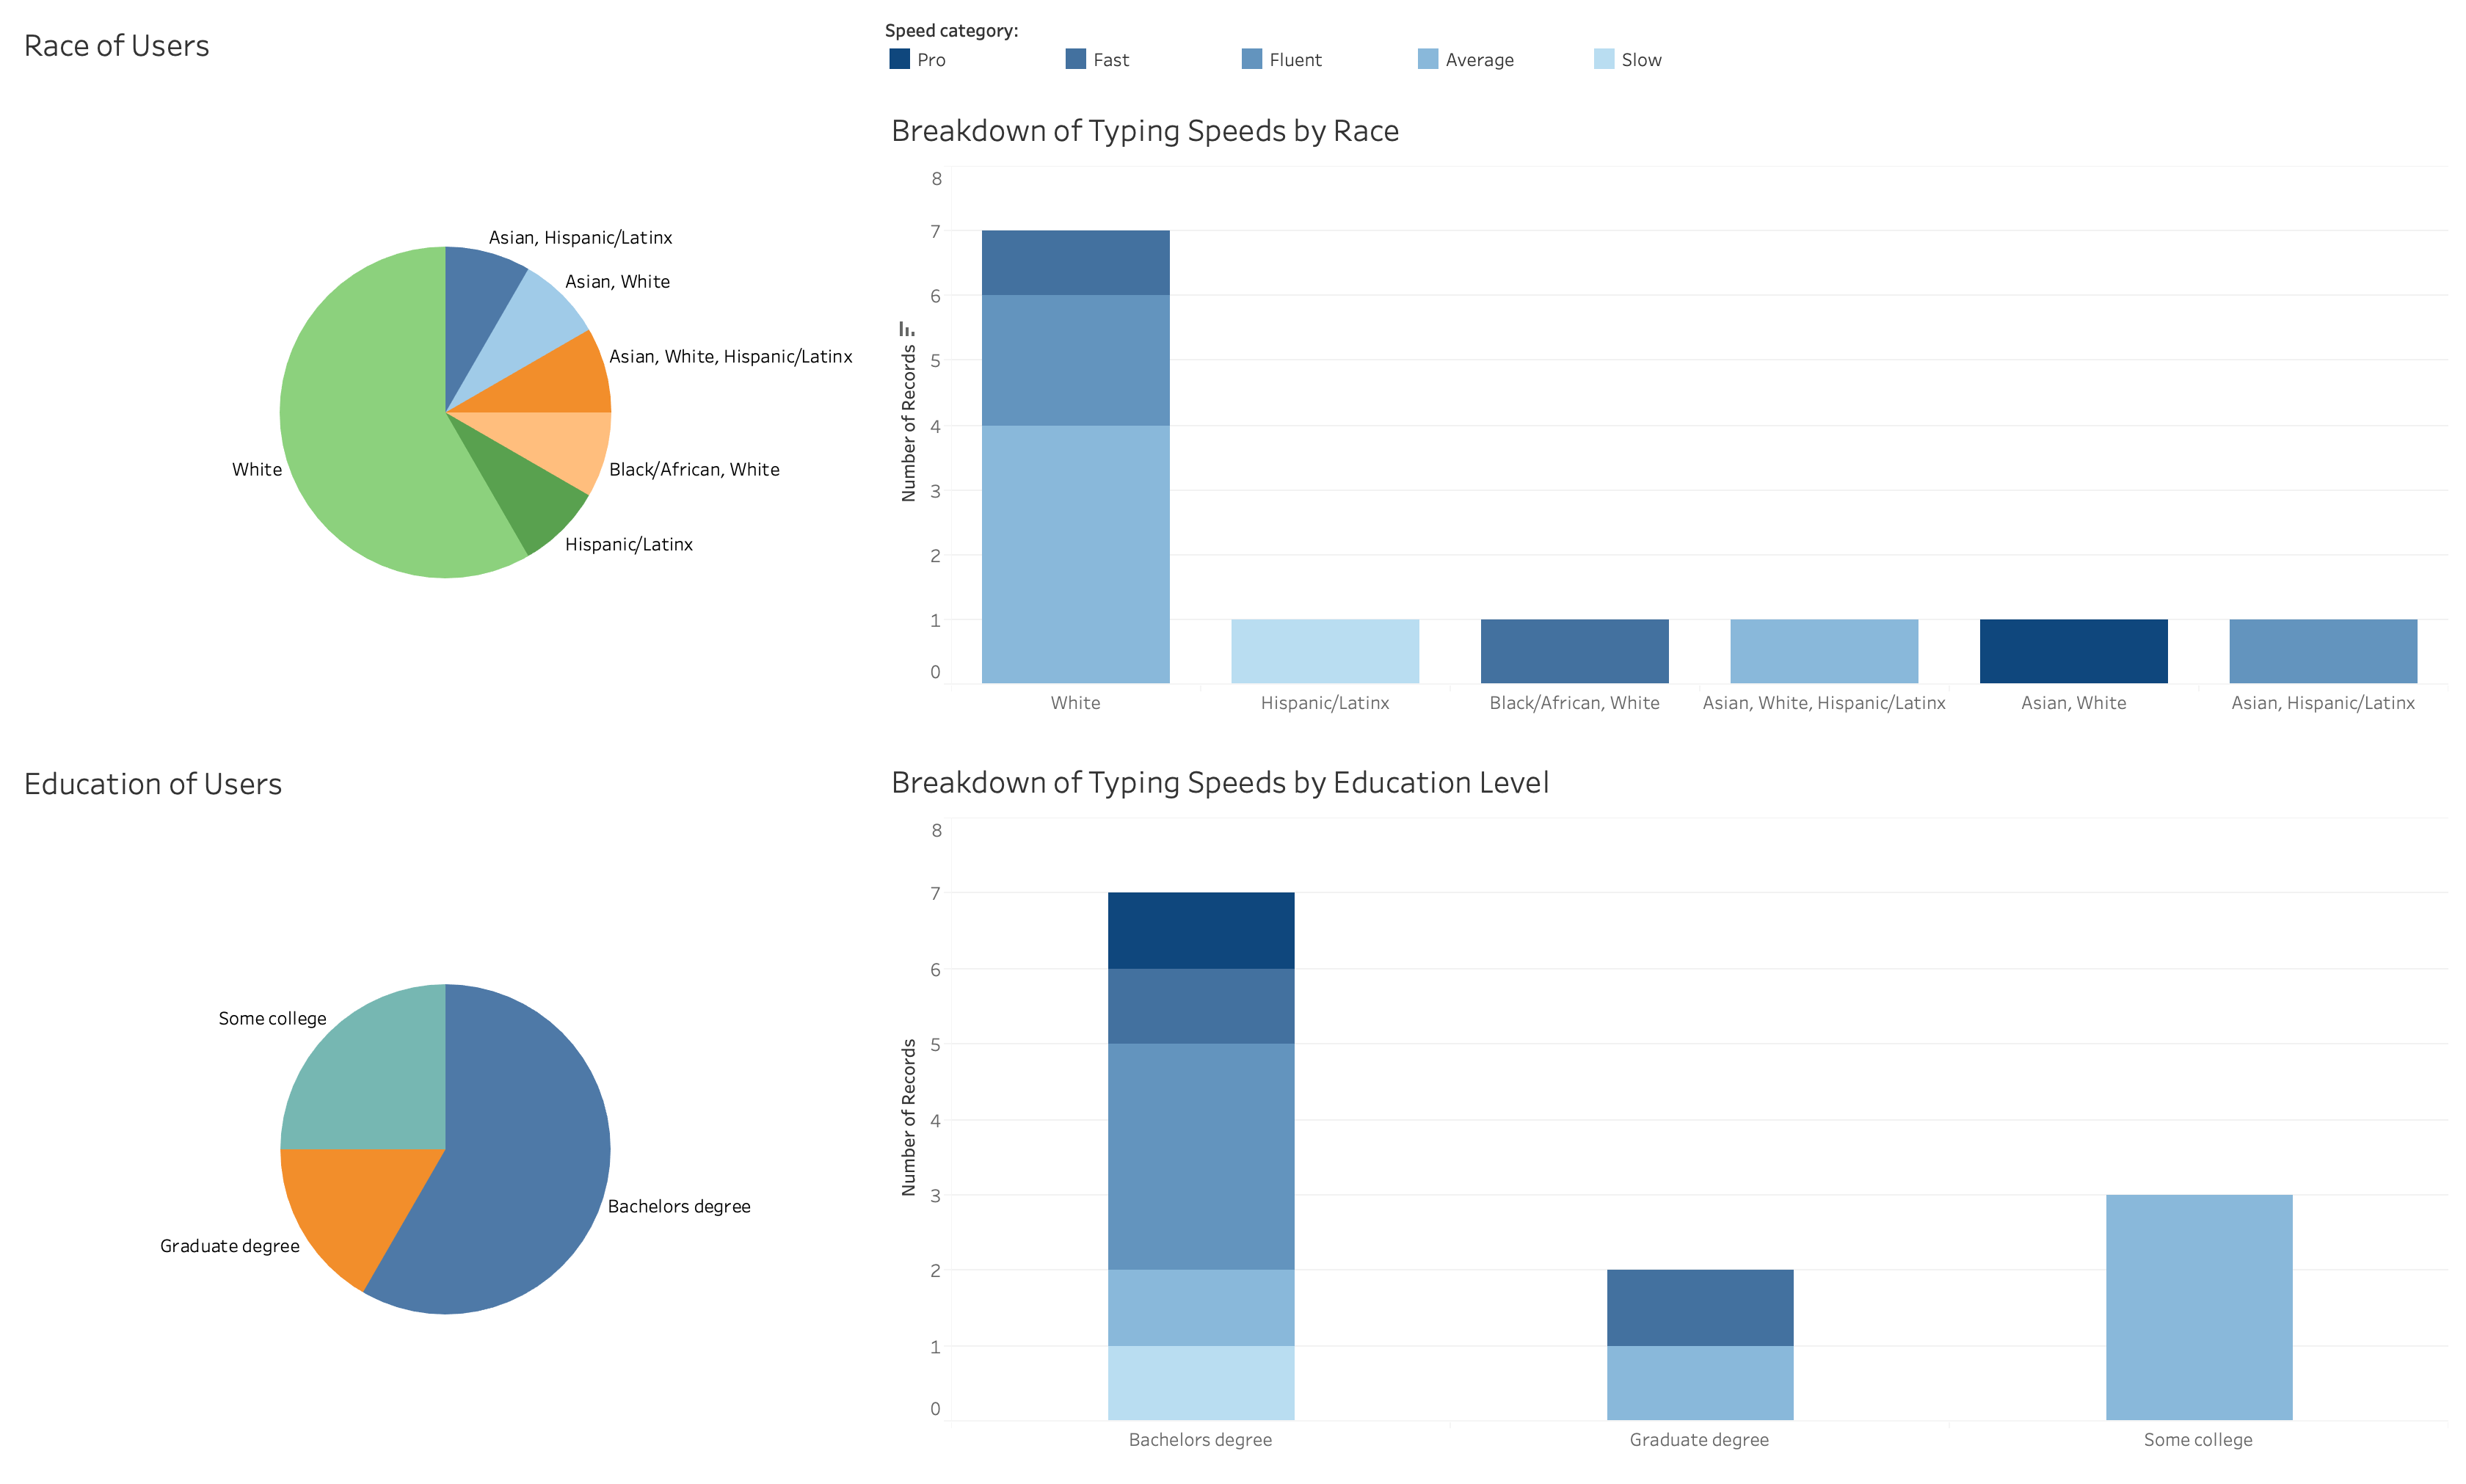 Race of Users
Speed category:
Pro Fast Fluent Average Slow
Asian, Hispanic/Latinx
Asian, White
Asian, White, Hispanic/Latinx
Black/African, White
Hispanic/Latinx
White
Breakdown of Typing Speeds by Race
Number of Records
8
7
6
5
4
3
2
1
0
White Hispanic/Latinx Black/African, White Asian, White, Hispanic/Latinx Asian, White Asian, Hispanic/Latinx
Education of Users
Some college
Bachelors degree
Graduate degree
Breakdown of Typing Speeds by Education Level
Number of Records
8
7
6
5
4
3
2
1
0
Bachelors degree Graduate degree Some college